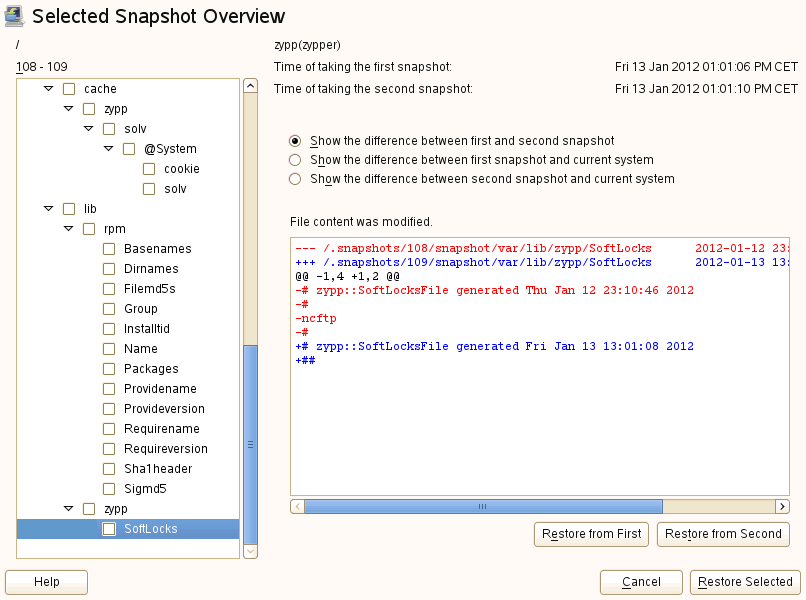 Selected Snapshot Overview
/
108 - 109
cache
zypp
solv
@System
cookie
solv
lib
rpm
Basenames
Dirnames
Filemd5s
Group
Installtid
Name
Packages
Providename
Provideversion
Requirename
Requireversion
Sha1header
Sigmd5
zypp
SoftLocks
zypp(zypper)
Time of taking the first snapshot: Fri 13 Jan 2012 01:01:06 PM CET
Time of taking the second snapshot: Fri 13 Jan 2012 01:01:10 PM CET
Show the difference between first and second snapshot
Show the difference between first snapshot and current system
Show the difference between second snapshot and current system
File content was modified.
--- /.snapshots/108/snapshot/var/lib/zypp/SoftLocks 2012-01-12 23:
+++ /.snapshots/109/snapshot/var/lib/zypp/SoftLocks 2012-01-13 13:
@@ -1,4 +1,2 @@
-# zypp::SoftLocksFile generated Thu Jan 12 23:10:46 2012
-#
-ncftp
-#
+# zypp::SoftLocksFile generated Fri Jan 13 13:01:08 2012
+##
Restore from First Restore from Second
Help Cancel Restore Selected